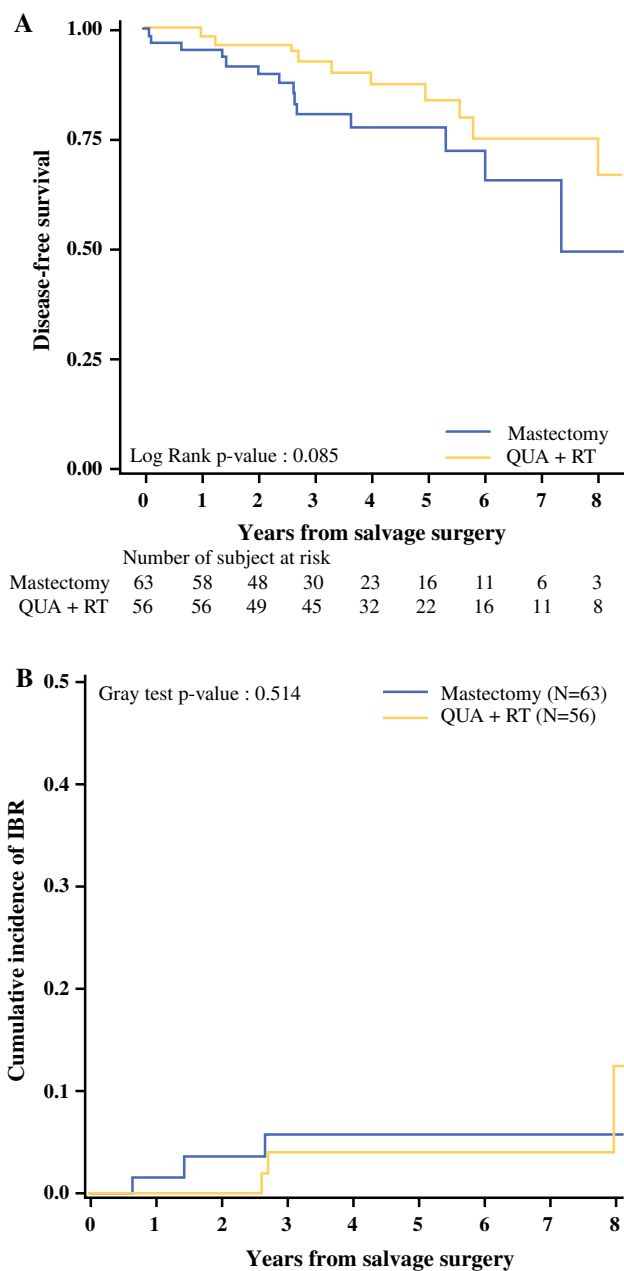 A
1.00
0.75
0.50
0.25
0.00
Disease-free survival
Mastectomy
QUA + RT
Log Rank p-value : 0.085
0 1 2 3 4 5 6 7 8
Years from salvage surgery
Number of subject at risk
Mastectomy 63 58 48 30 23 16 11 6 3
QUA + RT 56 56 49 45 32 22 16 11 8
B
0.5
0.4
0.3
0.2
0.1
0.0
Cumulative incidence of IBR
Gray test p-value : 0.514
Mastectomy (N=63)
QUA + RT (N=56)
0 1 2 3 4 5 6 7 8
Years from salvage surgery